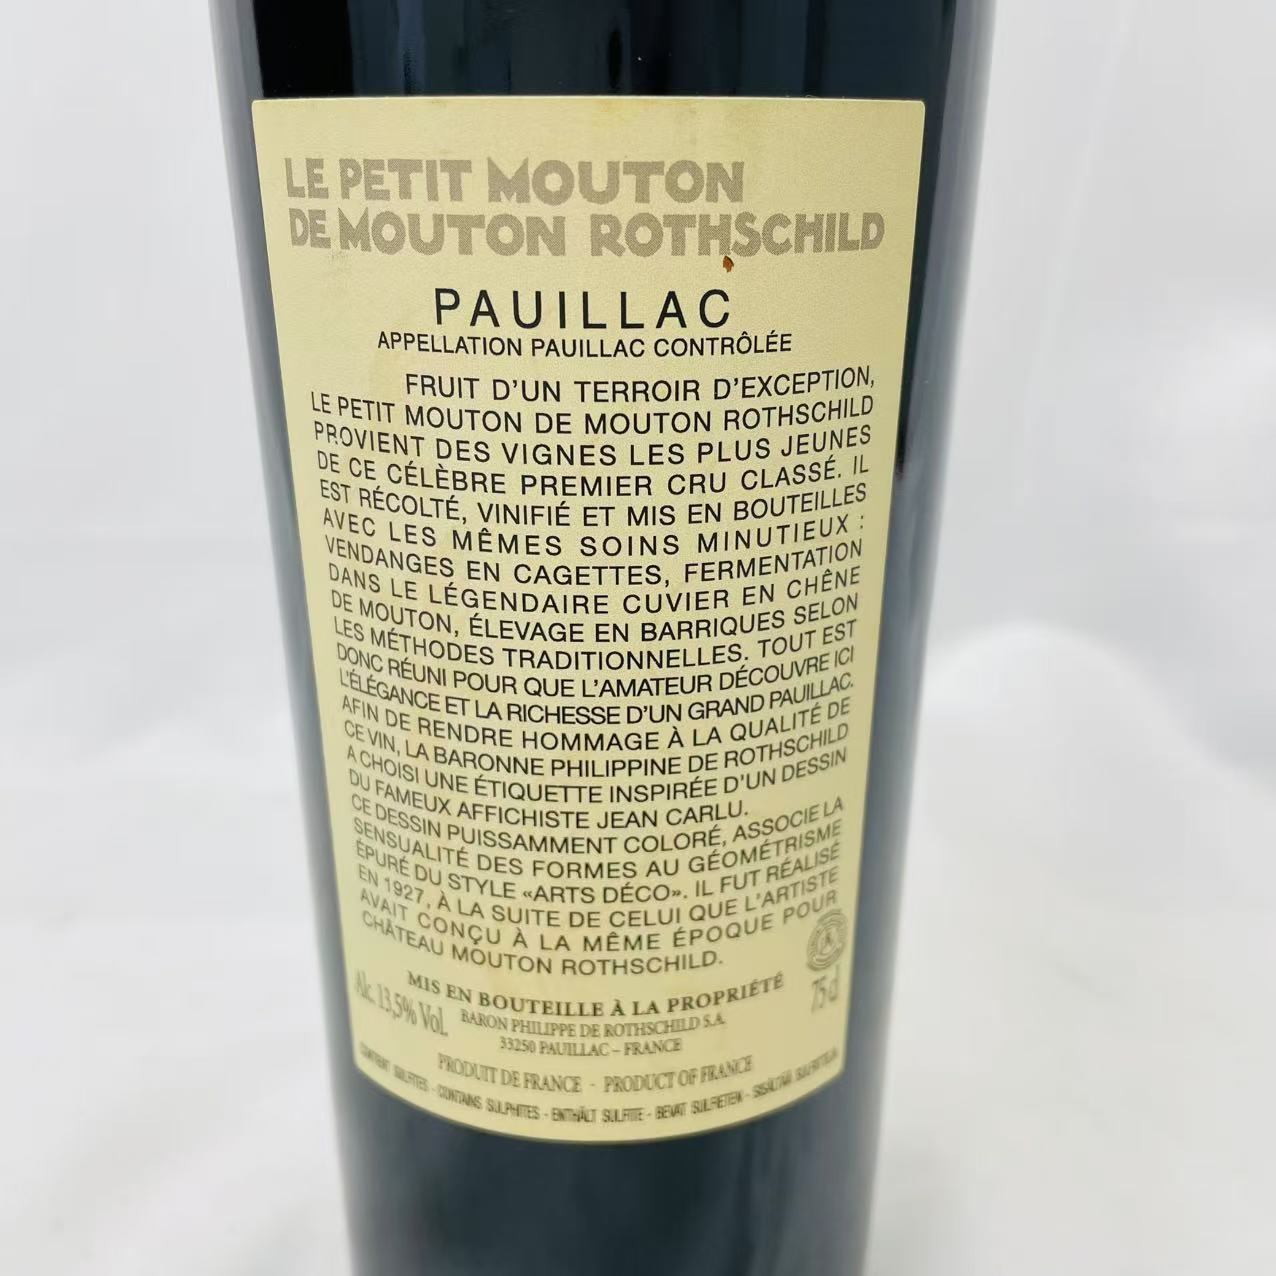 LE PETIT MOUTON
DE MOUTON ROTHSCHILD
PAUILLAC
APPELLATION PAUILLAC CONTRÔLÉE
FRUIT D'UN TERROIR D'EXCEPTION,
LE PETIT MOUTON DE MOUTON ROTHSCHILD
PROVIENT DES VIGNES LES PLUS JEUNES
DE CE CÉLÈBRE PREMIER CRU CLASSÉ. IL
EST RÉCOLTÉ, VINIFIÉ ET MIS EN BOUTEILLES
AVEC LES MÊMES SOINS MINUTIEUX :
VENDANGES EN CAGETTES, FERMENTATION
DANS LE LÉGENDAIRE CUVIER EN CHÊNE
DE MOUTON, ÉLEVAGE EN BARRIQUES SELON
LES MÉTHODES TRADITIONNELLES. TOUT EST
DONC RÉUNI POUR QUE L'AMATEUR DÉCOUVRE ICI
L'ÉLÉGANCE ET LA RICHESSE D'UN GRAND PAUILLAC.
AFIN DE RENDRE HOMMAGE À LA QUALITÉ DE
CE VIN, LA BARONNE PHILIPPINE DE ROTHSCHILD
A CHOISI UNE ÉTIQUETTE INSPIRÉE D'UN DESSIN
DU FAMEUX AFFICHISTE JEAN CARLU.
CE DESSIN PUISSAMMENT COLORÉ, ASSOCIE LA
SENSUALITÉ DES FORMES AU GÉOMÉTRISME
ÉPURÉ DU STYLE «ARTS DÉCO». IL FUT RÉALISÉ
EN 1927, À LA SUITE DE CELUI QUE L'ARTISTE
AVAIT CONÇU À LA MÊME ÉPOQUE POUR
CHÂTEAU MOUTON ROTHSCHILD.
MIS EN BOUTEILLE À LA PROPRIÉTÉ
Alc. 13,5% Vol.
BARON PHILIPPE DE ROTHSCHILD S.A.
75 cl
33250 PAUILLAC – FRANCE
PRODUIT DE FRANCE - PRODUCT OF FRANCE
CONTIENT SULFITES - CONTAINS SULPHITES - ENTHÄLT SULFITE - BEVAT SULFIETEN - SISÄLTÄÄ SULFIITTEJA